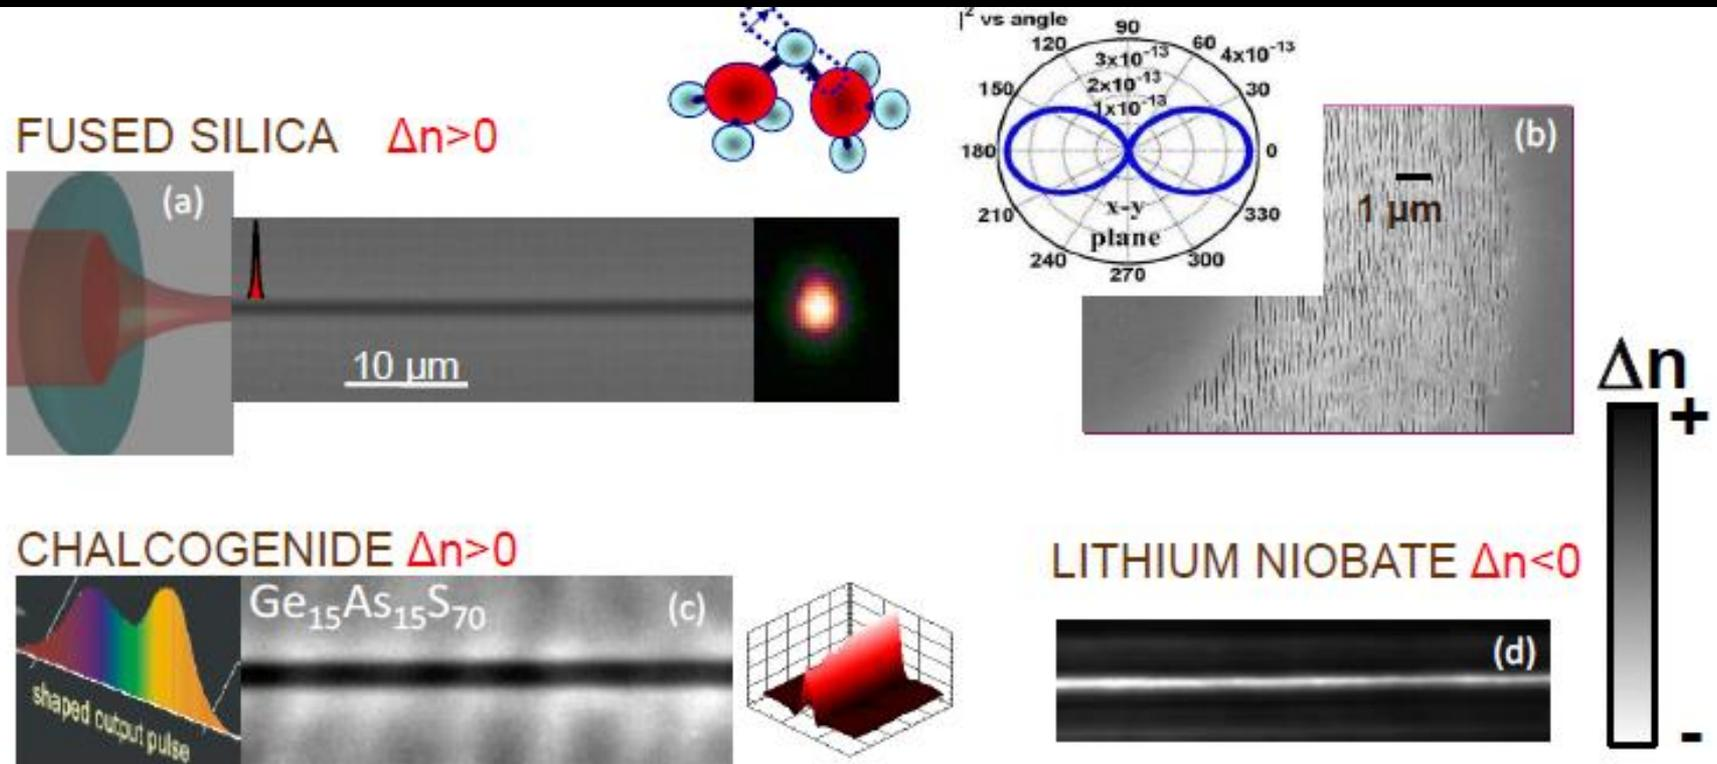 |² vs angle
90
120
60
4x10⁻¹³
3x10⁻¹³
2x10⁻¹³
1x10⁻¹³
150
30
180
0
210
330
x-y
plane
240
300
270
FUSED SILICA Δn>0
(a)
10 µm
(b)
1 µm
Δn
+
-
CHALCOGENIDE Δn>0
Ge₁₅As₁₅S₇₀
(c)
shaped output pulse
LITHIUM NIOBATE Δn<0
(d)